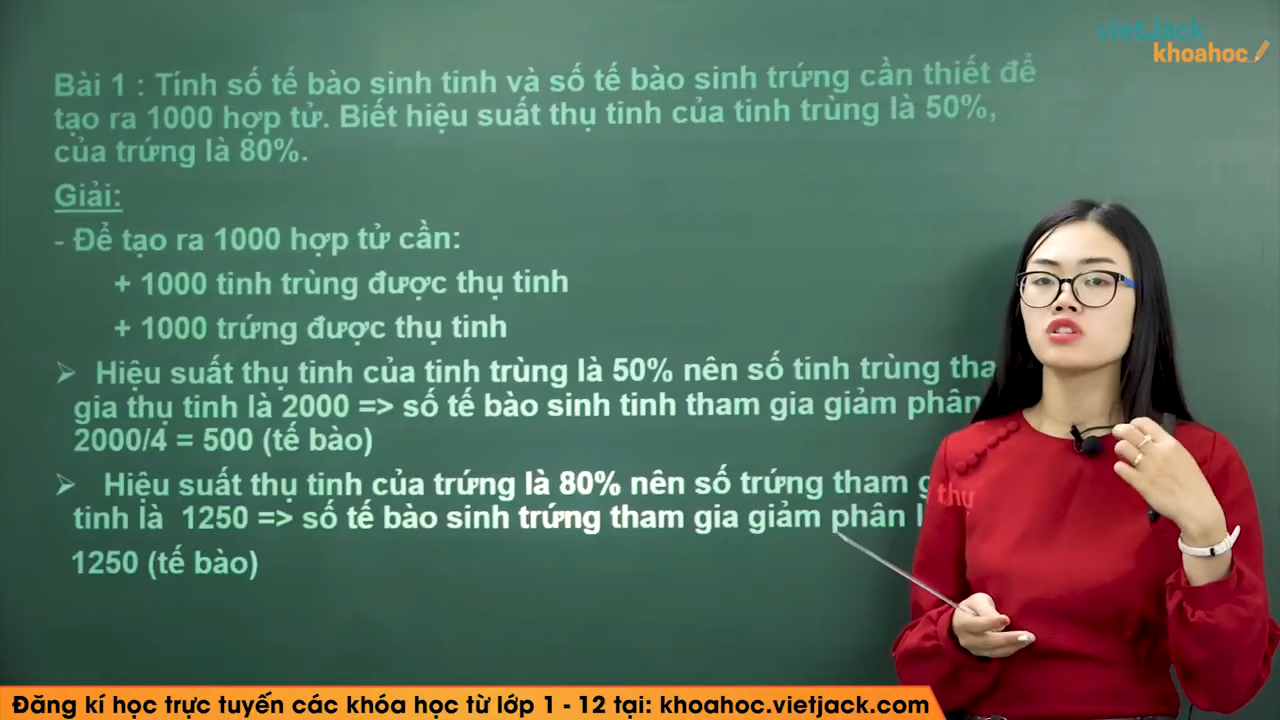 vietJack
khoahoc
Bài 1 : Tính số tế bào sinh tinh và số tế bào sinh trứng cần thiết để
tạo ra 1000 hợp tử. Biết hiệu suất thụ tinh của tinh trùng là 50%,
của trứng là 80%.
Giải:
- Để tạo ra 1000 hợp tử cần:
+ 1000 tinh trùng được thụ tinh
+ 1000 trứng được thụ tinh
➢ Hiệu suất thụ tinh của tinh trùng là 50% nên số tinh trùng tha
gia thụ tinh là 2000 => số tế bào sinh tinh tham gia giảm phân
2000/4 = 500 (tế bào)
➢ Hiệu suất thụ tinh của trứng là 80% nên số trứng tham g thụ
tinh là 1250 => số tế bào sinh trứng tham gia giảm phân l
1250 (tế bào)
Đăng kí học trực tuyến các khóa học từ lớp 1 - 12 tại: khoahoc.vietjack.com